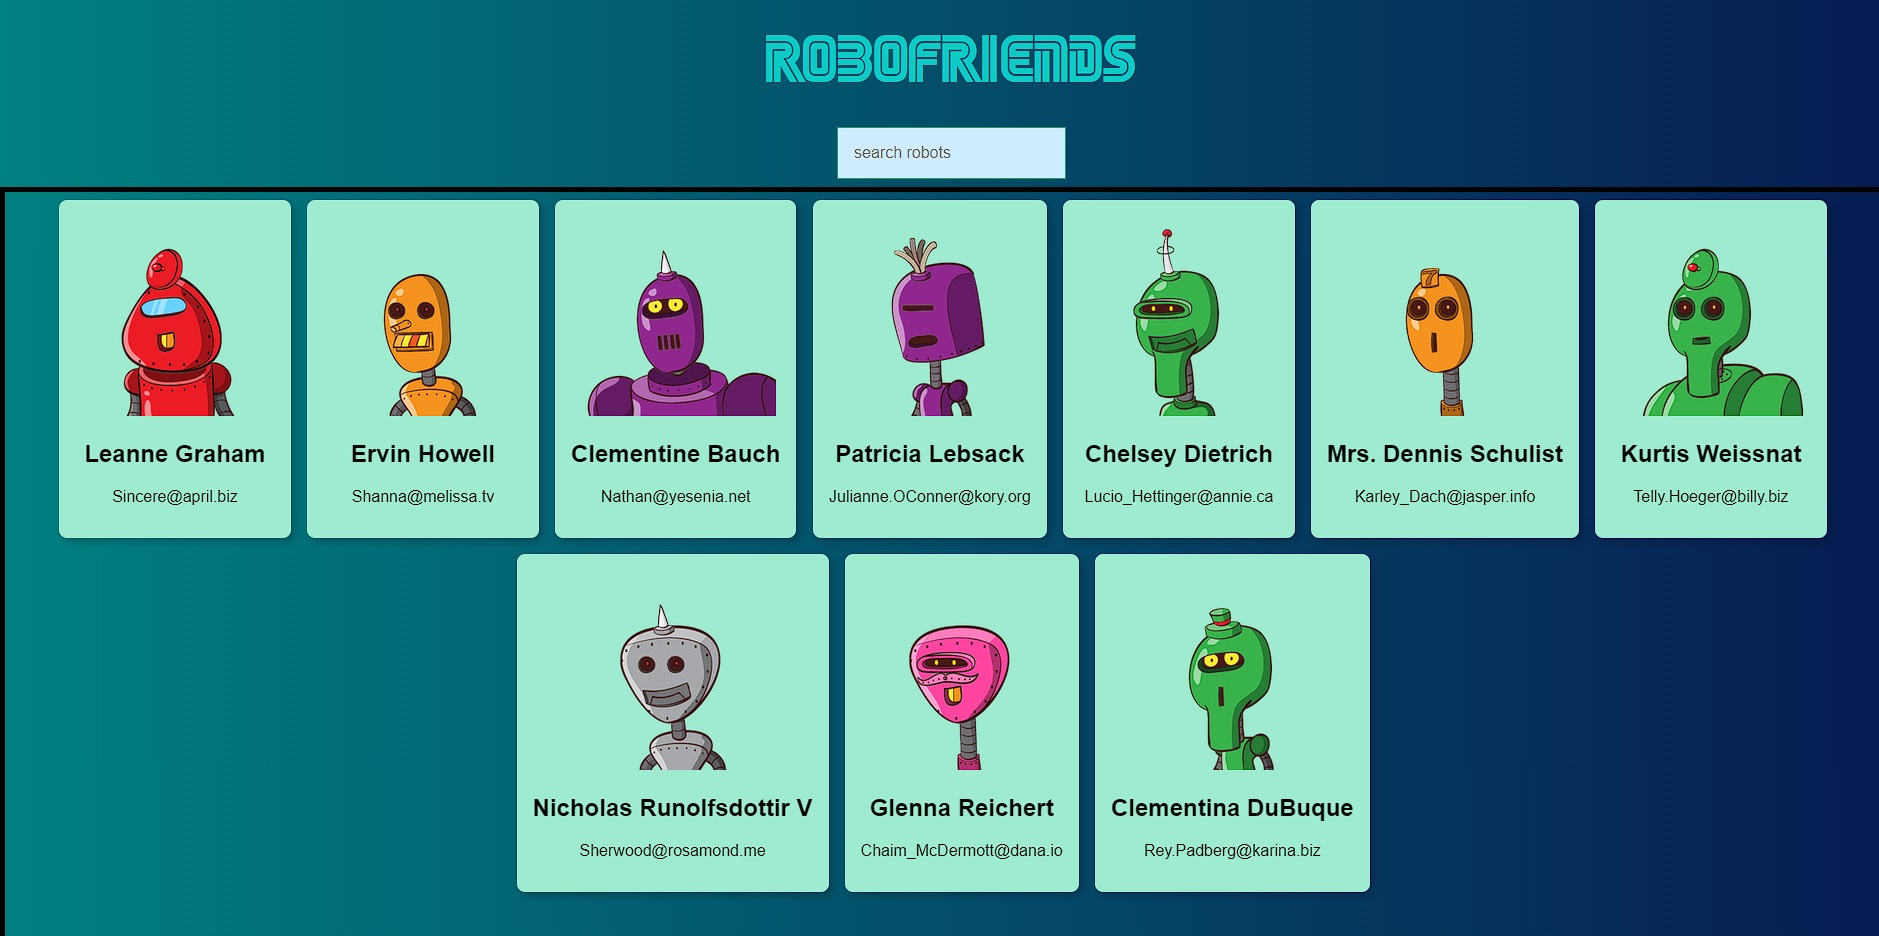 ROBOFRIENDS
search robots
7
Leanne Graham
Sincere@april.biz
Ervin Howell
Shanna@melissa.tv
Clementine Bauch
Nathan@yesenia.net
Patricia Lebsack
Julianne.OConner@kory.org
Chelsey Dietrich
Lucio_Hettinger@annie.ca
Mrs. Dennis Schulist
Karley_Dach@jasper.info
Kurtis Weissnat
Telly.Hoeger@billy.biz
Nicholas Runolfsdottir V
Sherwood@rosamond.me
Glenna Reichert
Chaim_McDermott@dana.io
Clementina DuBuque
Rey.Padberg@karina.biz